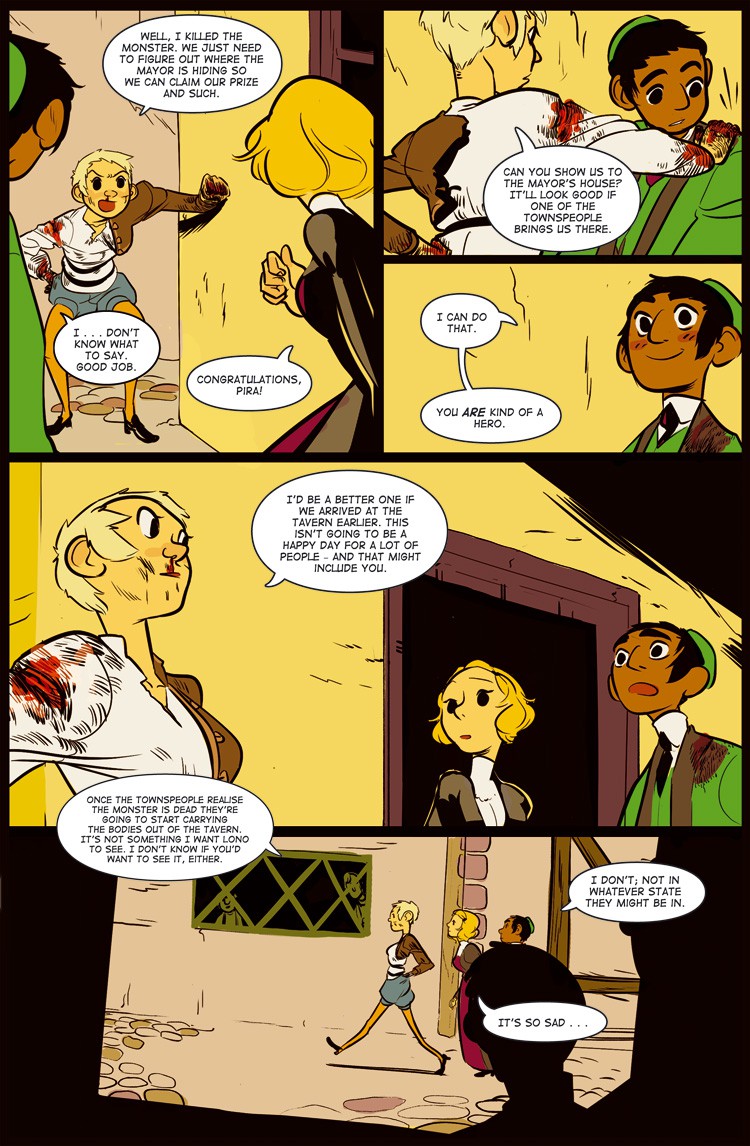 WELL, I KILLED THE
MONSTER. WE JUST NEED
TO FIGURE OUT WHERE THE
MAYOR IS HIDING SO
WE CAN CLAIM OUR PRIZE
AND SUCH.
I . . . DON'T
KNOW WHAT
TO SAY.
GOOD JOB.
CONGRATULATIONS,
PIRA!
CAN YOU SHOW US TO
THE MAYOR'S HOUSE?
IT'LL LOOK GOOD IF
ONE OF THE
TOWNSPEOPLE
BRINGS US THERE.
I CAN DO
THAT.
YOU ARE KIND OF A
HERO.
I'D BE A BETTER ONE IF
WE ARRIVED AT THE
TAVERN EARLIER. THIS
ISN'T GOING TO BE A
HAPPY DAY FOR A LOT OF
PEOPLE - AND THAT MIGHT
INCLUDE YOU.
ONCE THE TOWNSPEOPLE REALISE
THE MONSTER IS DEAD THEY'RE
GOING TO START CARRYING
THE BODIES OUT OF THE TAVERN.
IT'S NOT SOMETHING I WANT LONO
TO SEE. I DON'T KNOW IF YOU'D
WANT TO SEE IT, EITHER.
I DON'T; NOT IN
WHATEVER STATE
THEY MIGHT BE IN.
IT'S SO SAD . . .